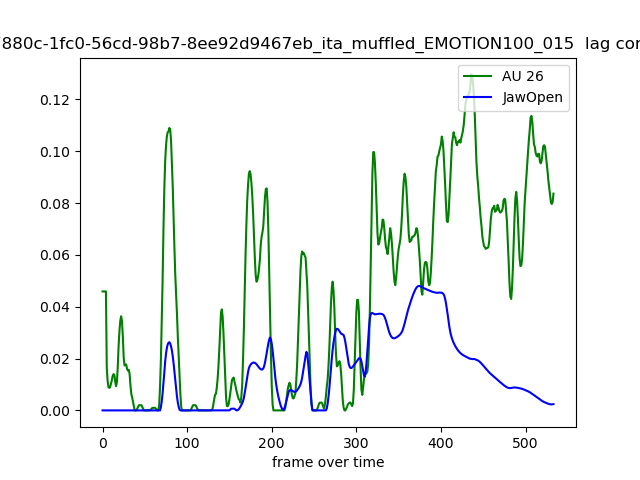 7880c-1fc0-56cd-98b7-8ee92d9467eb_ita_muffled_EMOTION100_015 lag cor
AU 26
JawOpen
0.12
0.10
0.08
0.06
0.04
0.02
0.00
0 100 200 300 400 500
frame over time